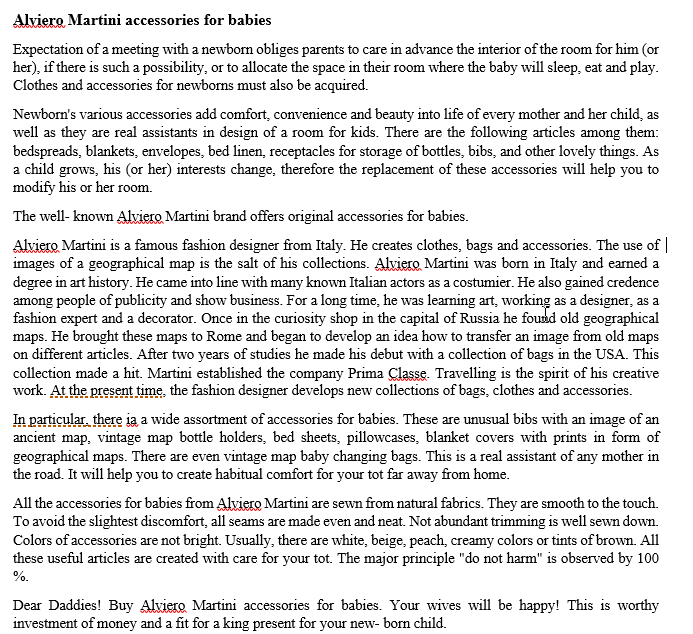 Alviero Martini accessories for babies
Expectation of a meeting with a newborn obliges parents to care in advance the interior of the room for him (or
her), if there is such a possibility, or to allocate the space in their room where the baby will sleep, eat and play.
Clothes and accessories for newborns must also be acquired.
Newborn's various accessories add comfort, convenience and beauty into life of every mother and her child, as
well as they are real assistants in design of a room for kids. There are the following articles among them:
bedspreads, blankets, envelopes, bed linen, receptacles for storage of bottles, bibs, and other lovely things. As
a child grows, his (or her) interests change, therefore the replacement of these accessories will help you to
modify his or her room.
The well- known Alviero Martini brand offers original accessories for babies.
Alviero Martini is a famous fashion designer from Italy. He creates clothes, bags and accessories. The use of
images of a geographical map is the salt of his collections. Alviero Martini was born in Italy and earned a
degree in art history. He came into line with many known Italian actors as a costumier. He also gained credence
among people of publicity and show business. For a long time, he was learning art, working as a designer, as a
fashion expert and a decorator. Once in the curiosity shop in the capital of Russia he found old geographical
maps. He brought these maps to Rome and began to develop an idea how to transfer an image from old maps
on different articles. After two years of studies he made his debut with a collection of bags in the USA. This
collection made a hit. Martini established the company Prima Classe. Travelling is the spirit of his creative
work. At the present time, the fashion designer develops new collections of bags, clothes and accessories.
In particular, there ia a wide assortment of accessories for babies. These are unusual bibs with an image of an
ancient map, vintage map bottle holders, bed sheets, pillowcases, blanket covers with prints in form of
geographical maps. There are even vintage map baby changing bags. This is a real assistant of any mother in
the road. It will help you to create habitual comfort for your tot far away from home.
All the accessories for babies from Alviero Martini are sewn from natural fabrics. They are smooth to the touch.
To avoid the slightest discomfort, all seams are made even and neat. Not abundant trimming is well sewn down.
Colors of accessories are not bright. Usually, there are white, beige, peach, creamy colors or tints of brown. All
these useful articles are created with care for your tot. The major principle "do not harm" is observed by 100
%.
Dear Daddies! Buy Alviero Martini accessories for babies. Your wives will be happy! This is worthy
investment of money and a fit for a king present for your new- born child.